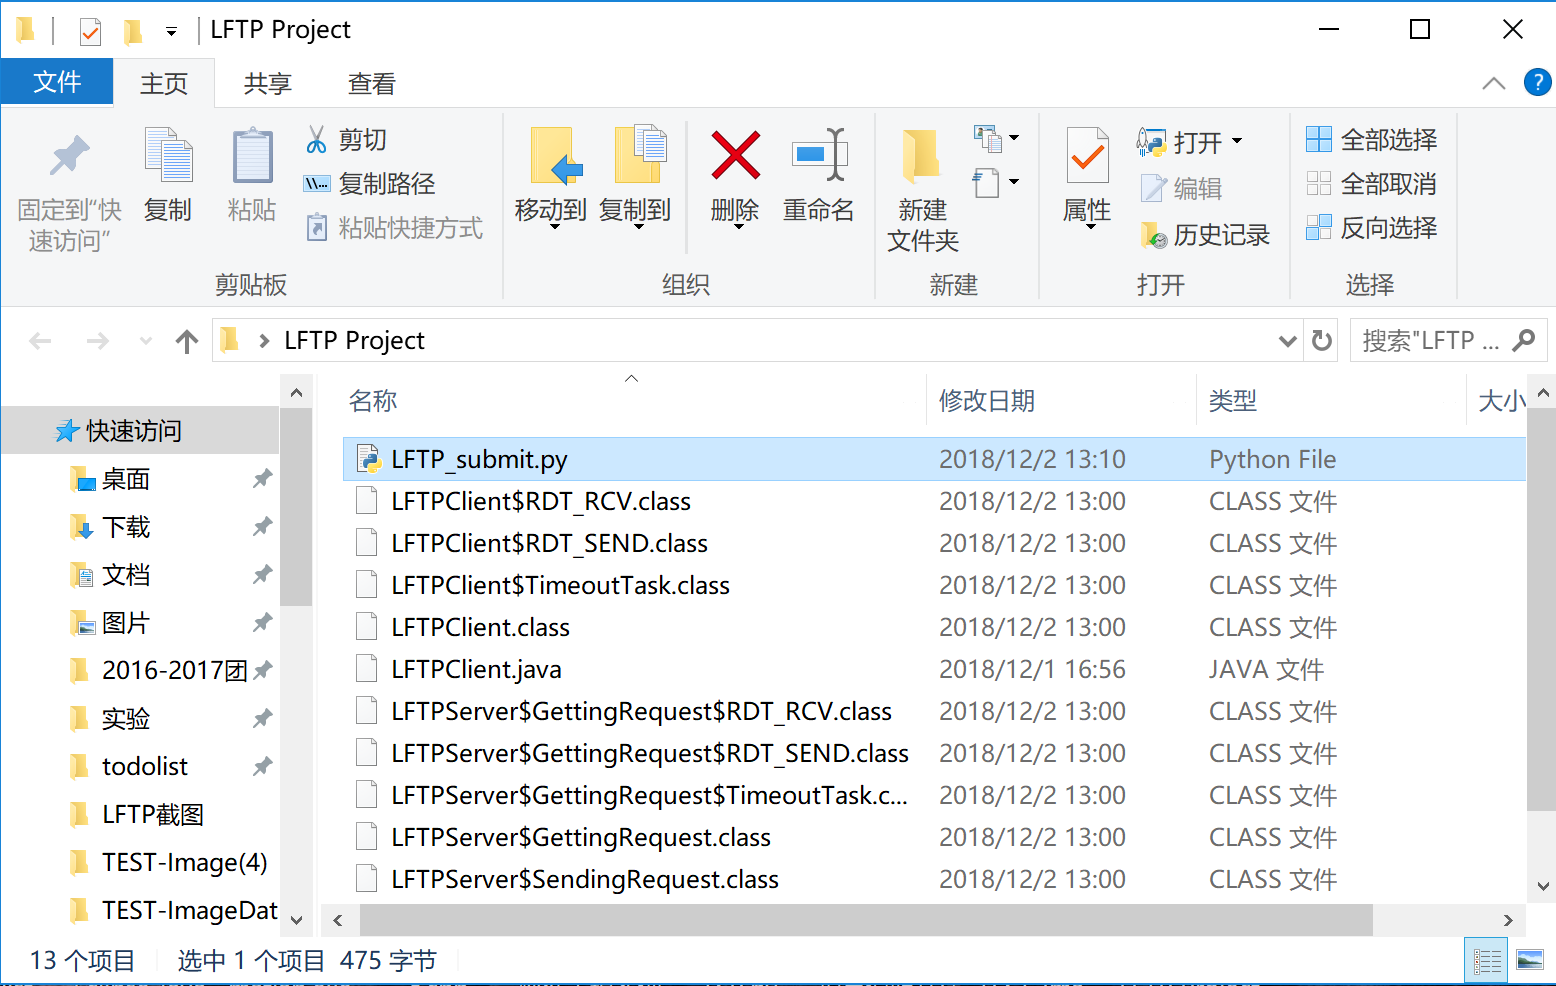 LFTP Project
文件 主页 共享 查看
固定到“快
速访问”
复制
粘贴
剪切
复制路径
粘贴快捷方式
剪贴板
移动到
复制到
删除
重命名
组织
新建
文件夹
新建
属性
打开
编辑
历史记录
打开
全部选择
全部取消
反向选择
选择
LFTP Project
搜索"LFTP ...
快速访问
桌面
下载
文档
图片
2016-2017团
实验
todolist
LFTP截图
TEST-Image(4)
TEST-ImageDat
名称 修改日期 类型 大小
LFTP_submit.py 2018/12/2 13:10 Python File
LFTPClient$RDT_RCV.class 2018/12/2 13:00 CLASS 文件
LFTPClient$RDT_SEND.class 2018/12/2 13:00 CLASS 文件
LFTPClient$TimeoutTask.class 2018/12/2 13:00 CLASS 文件
LFTPClient.class 2018/12/2 13:00 CLASS 文件
LFTPClient.java 2018/12/1 16:56 JAVA 文件
LFTPServer$GettingRequest$RDT_RCV.class 2018/12/2 13:00 CLASS 文件
LFTPServer$GettingRequest$RDT_SEND.class 2018/12/2 13:00 CLASS 文件
LFTPServer$GettingRequest$TimeoutTask.c... 2018/12/2 13:00 CLASS 文件
LFTPServer$GettingRequest.class 2018/12/2 13:00 CLASS 文件
LFTPServer$SendingRequest.class 2018/12/2 13:00 CLASS 文件
13 个项目 选中 1 个项目 475 字节